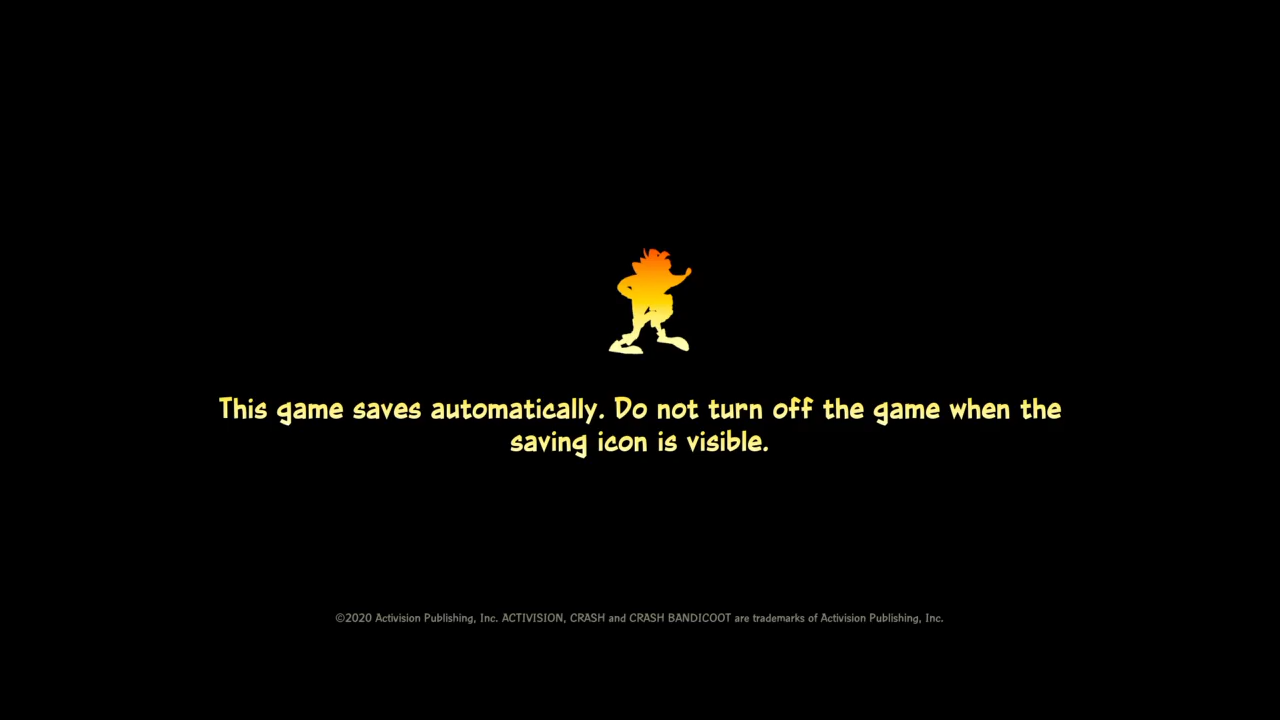 This game saves automatically. Do not turn off the game when the
saving icon is visible.
©2020 Activision Publishing, Inc. ACTIVISION, CRASH and CRASH BANDICOOT are trademarks of Activision Publishing, Inc.